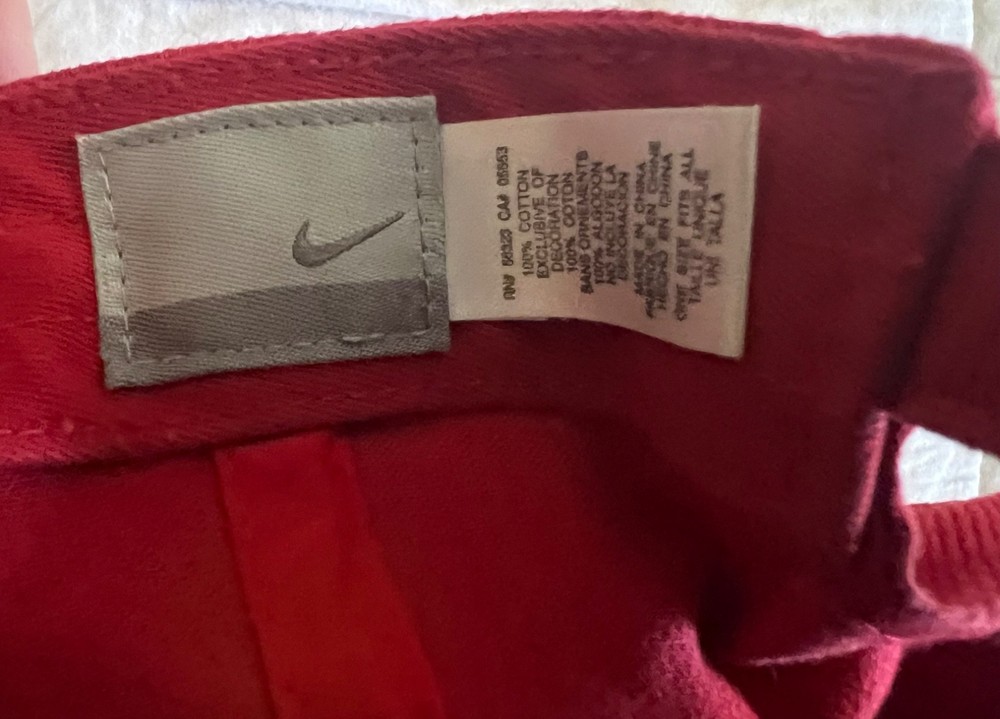 RN# 56323 CA# 05553
100% COTTON
EXCLUSIVE OF
DECORATION
100% COTON
SANS ORNEMENTS
100% ALGODON
NO INCLUYE LA
DECORACION
MADE IN CHINA
FABRIQUE EN CHINE
HECHO EN CHINA
ONE SIZE FITS ALL
TAILLE UNIQUE
UNI TALLA